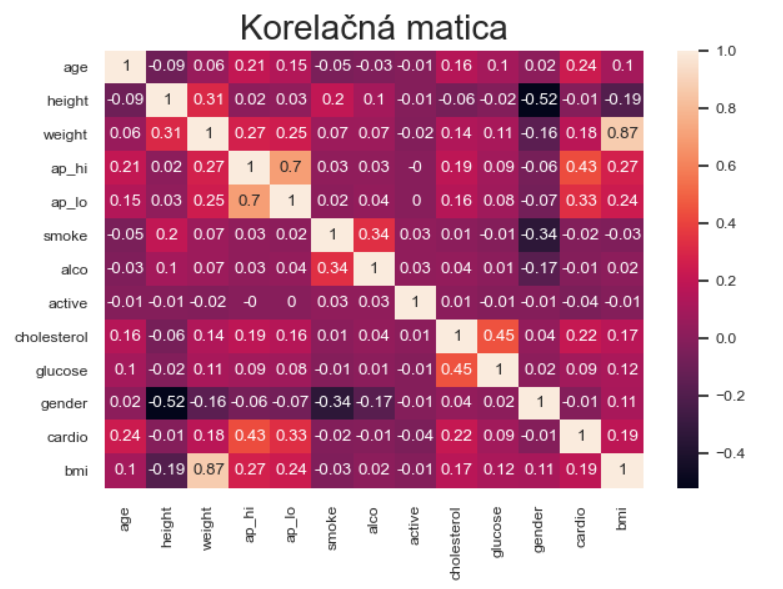 Korelačná matica
age 1 -0.09 0.06 0.21 0.15 -0.05 -0.03 -0.01 0.16 0.1 0.02 0.24 0.1
height -0.09 1 0.31 0.02 0.03 0.2 0.1 -0.01 -0.06 -0.02 -0.52 -0.01 -0.19
weight 0.06 0.31 1 0.27 0.25 0.07 0.07 -0.02 0.14 0.11 -0.16 0.18 0.87
ap_hi 0.21 0.02 0.27 1 0.7 0.03 0.03 -0 0.19 0.09 -0.06 0.43 0.27
ap_lo 0.15 0.03 0.25 0.7 1 0.02 0.04 0 0.16 0.08 -0.07 0.33 0.24
smoke -0.05 0.2 0.07 0.03 0.02 1 0.34 0.03 0.01 -0.01 -0.34 -0.02 -0.03
alco -0.03 0.1 0.07 0.03 0.04 0.34 1 0.03 0.04 0.01 -0.17 -0.01 0.02
active -0.01 -0.01 -0.02 -0 0 0.03 0.03 1 0.01 -0.01 -0.01 -0.04 -0.01
cholesterol 0.16 -0.06 0.14 0.19 0.16 0.01 0.04 0.01 1 0.45 0.04 0.22 0.17
glucose 0.1 -0.02 0.11 0.09 0.08 -0.01 0.01 -0.01 0.45 1 0.02 0.09 0.12
gender 0.02 -0.52 -0.16 -0.06 -0.07 -0.34 -0.17 -0.01 0.04 0.02 1 -0.01 0.11
cardio 0.24 -0.01 0.18 0.43 0.33 -0.02 -0.01 -0.04 0.22 0.09 -0.01 1 0.19
bmi 0.1 -0.19 0.87 0.27 0.24 -0.03 0.02 -0.01 0.17 0.12 0.11 0.19 1
age height weight ap_hi ap_lo smoke alco active cholesterol glucose gender cardio bmi
1.0
0.8
0.6
0.4
0.2
0.0
−0.2
−0.4